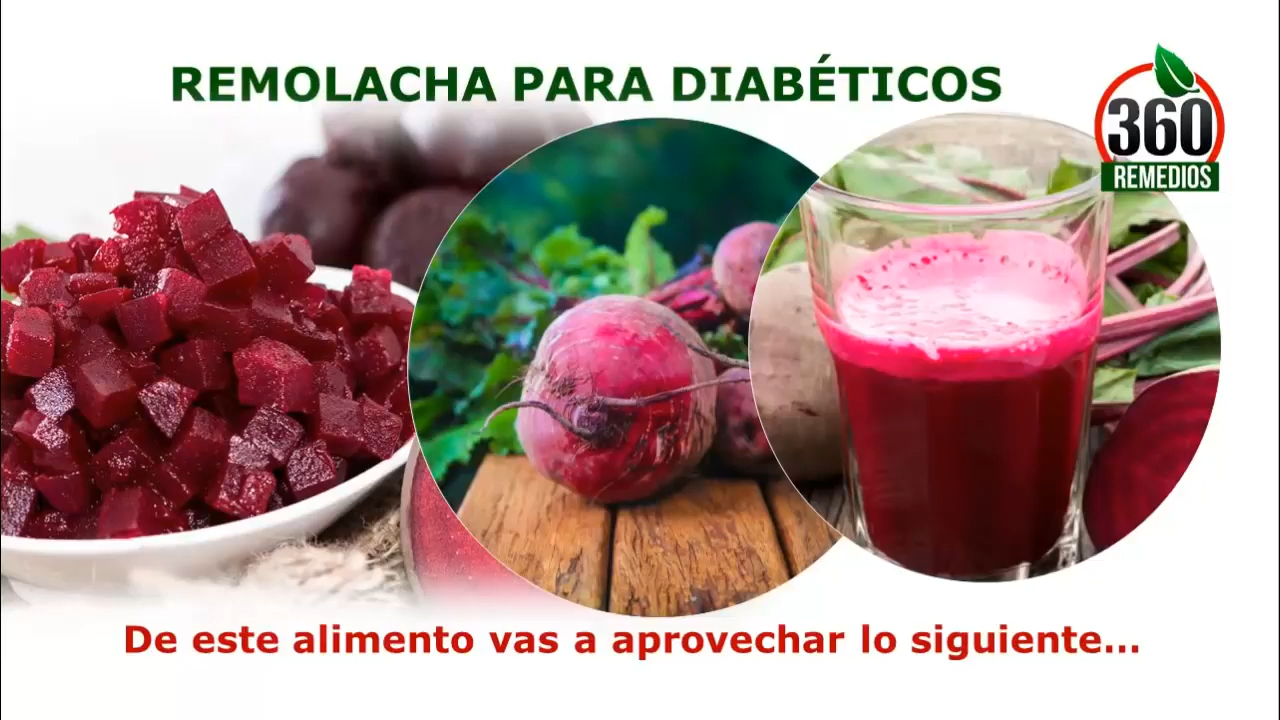 REMOLACHA PARA DIABÉTICOS
360
REMEDIOS
De este alimento vas a aprovechar lo siguiente...